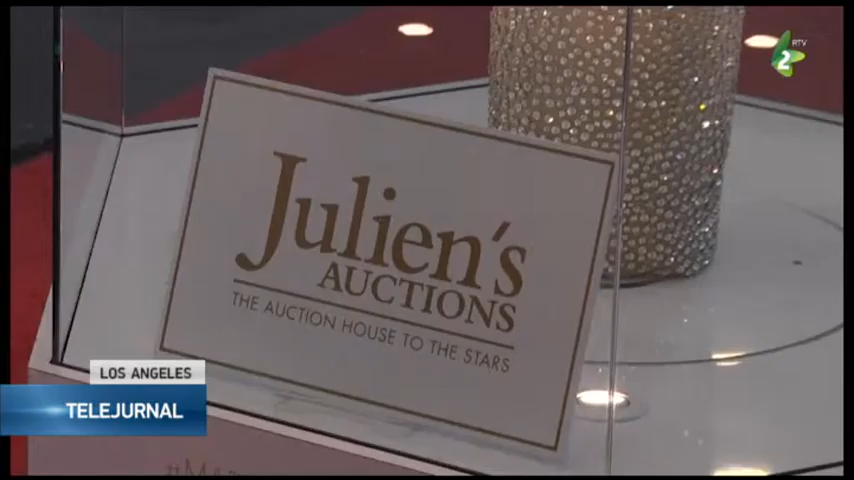 RTV
2
Julien's
AUCTIONS
THE AUCTION HOUSE TO THE STARS
LOS ANGELES
TELEJURNAL